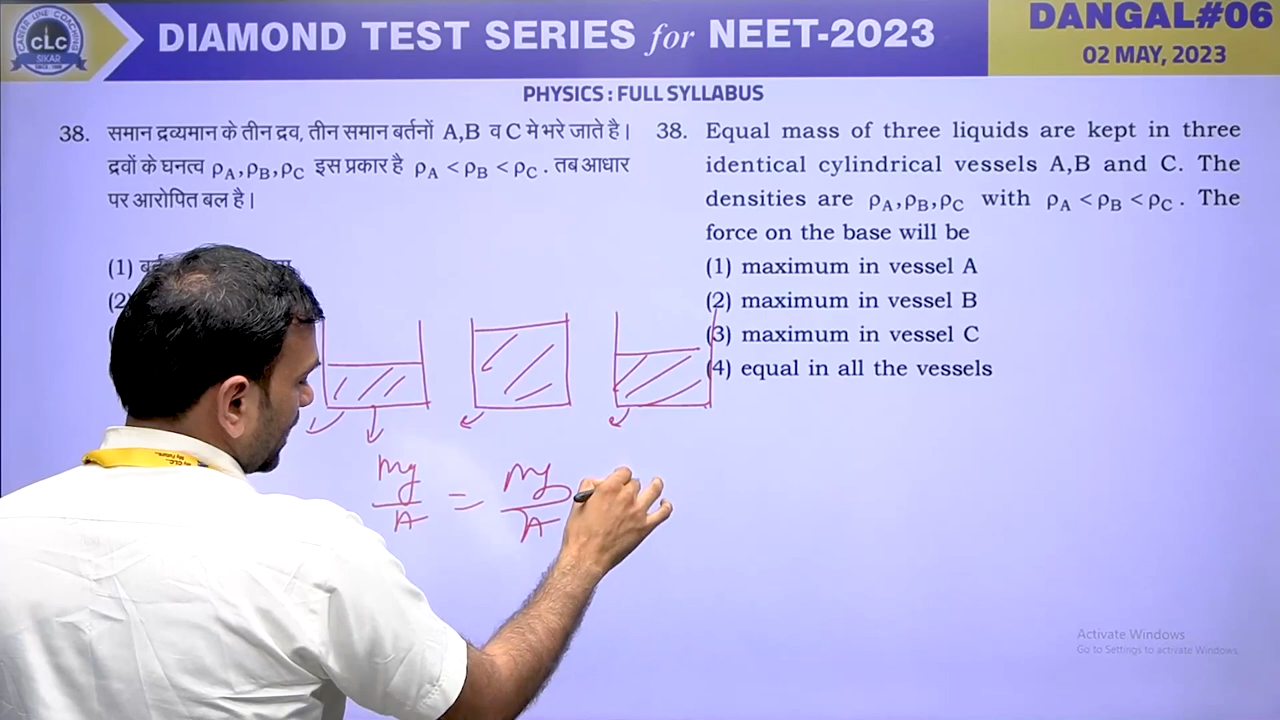 CAREER LINE COACHING
CLC
SIKAR
DIAMOND TEST SERIES for NEET-2023
DANGAL#06
02 MAY, 2023
PHYSICS : FULL SYLLABUS
38. समान द्रव्यमान के तीन द्रव, तीन समान बर्तनों A,B व C मे भरे जाते है।
द्रवों के घनत्व ρA,ρB,ρC इस प्रकार है ρA < ρB < ρC . तब आधार
पर आरोपित बल है।
(1)
(2)
38. Equal mass of three liquids are kept in three
identical cylindrical vessels A,B and C. The
densities are ρA,ρB,ρC with ρA < ρB < ρC . The
force on the base will be
(1) maximum in vessel A
(2) maximum in vessel B
(3) maximum in vessel C
(4) equal in all the vessels
mg/A = mg/A
Activate Windows
Go to Settings to activate Windows.